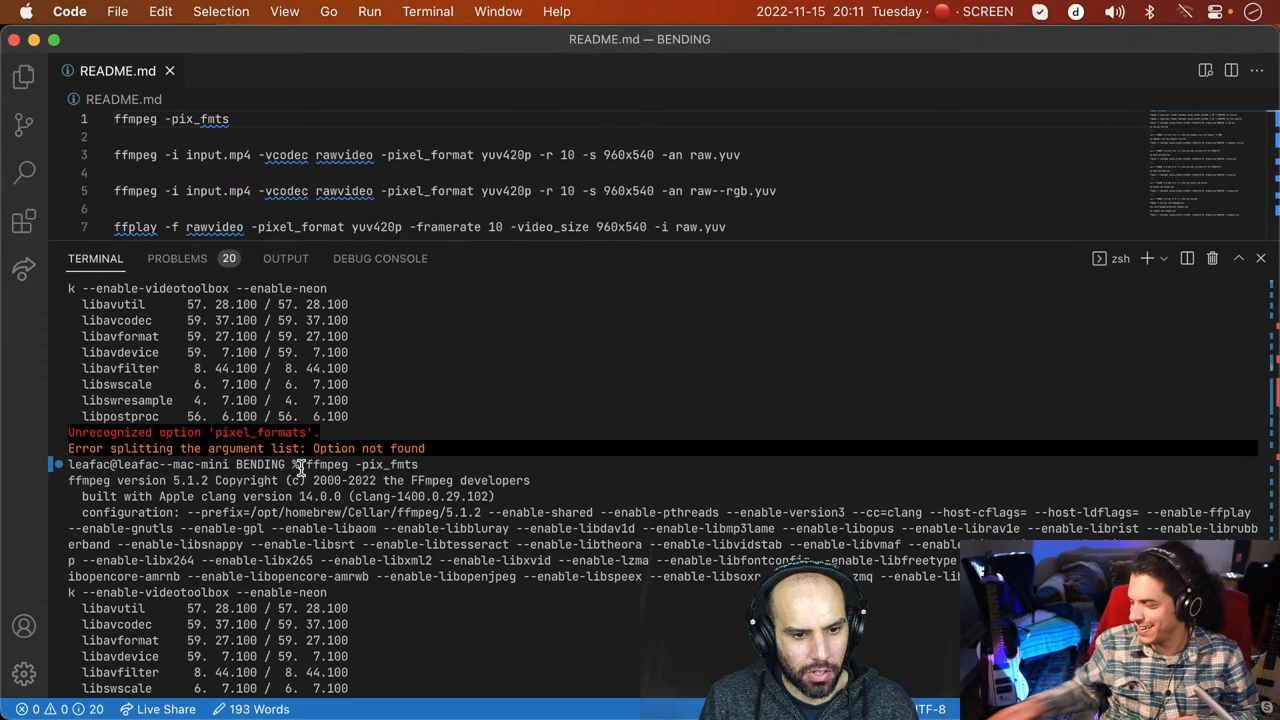 Code File Edit Selection View Go Run Terminal Window Help 2022-11-15 20:11 Tuesday SCREEN d
README.md — BENDING
README.md
README.md
1 ffmpeg -pix_fmts
2
3 ffmpeg -i input.mp4 -vcodec rawvideo -pixel_format yuv420p -r 10 -s 960x540 -an raw.yuv
4
5 ffmpeg -i input.mp4 -vcodec rawvideo -pixel_format yuv420p -r 10 -s 960x540 -an raw--rgb.yuv
6
7 ffplay -f rawvideo -pixel_format yuv420p -framerate 10 -video_size 960x540 -i raw.yuv
TERMINAL PROBLEMS 20 OUTPUT DEBUG CONSOLE zsh
k --enable-videotoolbox --enable-neon
libavutil 57. 28.100 / 57. 28.100
libavcodec 59. 37.100 / 59. 37.100
libavformat 59. 27.100 / 59. 27.100
libavdevice 59. 7.100 / 59. 7.100
libavfilter 8. 44.100 / 8. 44.100
libswscale 6. 7.100 / 6. 7.100
libswresample 4. 7.100 / 4. 7.100
libpostproc 56. 6.100 / 56. 6.100
Unrecognized option 'pixel_formats'.
Error splitting the argument list: Option not found
leafac@leafac--mac-mini BENDING % ffmpeg -pix_fmts
ffmpeg version 5.1.2 Copyright (c) 2000-2022 the FFmpeg developers
built with Apple clang version 14.0.0 (clang-1400.0.29.102)
configuration: --prefix=/opt/homebrew/Cellar/ffmpeg/5.1.2 --enable-shared --enable-pthreads --enable-version3 --cc=clang --host-cflags= --host-ldflags= --enable-ffplay
--enable-gnutls --enable-gpl --enable-libaom --enable-libbluray --enable-libdav1d --enable-libmp3lame --enable-libopus --enable-librav1e --enable-librist --enable-librubb
erband --enable-libsnappy --enable-libsrt --enable-libtesseract --enable-libtheora --enable-libvidstab --enable-libvmaf
p --enable-libx264 --enable-libx265 --enable-libxml2 --enable-libxvid --enable-lzma --enable-libfontconfig --enable-libfreetype
ibopencore-amrnb --enable-libopencore-amrwb --enable-libopenjpeg --enable-libspeex --enable-libsoxr
k --enable-videotoolbox --enable-neon
libavutil 57. 28.100 / 57. 28.100
libavcodec 59. 37.100 / 59. 37.100
libavformat 59. 27.100 / 59. 27.100
libavdevice 59. 7.100 / 59. 7.100
libavfilter 8. 44.100 / 8. 44.100
libswscale 6. 7.100 / 6. 7.100
0 0 20 Live Share 193 Words UTF-8